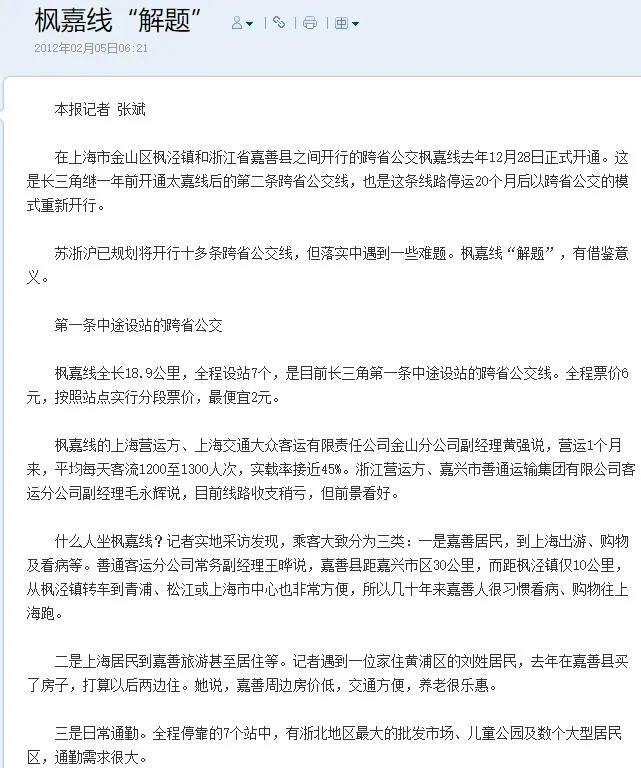 枫嘉线“解题”
2012年02月05日06:21
本报记者 张斌
在上海市金山区枫泾镇和浙江省嘉善县之间开行的跨省公交枫嘉线去年12月28日正式开通。这
是长三角继一年前开通太嘉线后的第二条跨省公交线，也是这条线路停运20个月后以跨省公交的模
式重新开行。
苏浙沪已规划将开行十多条跨省公交线，但落实中遇到一些难题。枫嘉线“解题”，有借鉴意
义。
第一条中途设站的跨省公交
枫嘉线全长18.9公里，全程设站7个，是目前长三角第一条中途设站的跨省公交线。全程票价6
元，按照站点实行分段票价，最便宜2元。
枫嘉线的上海营运方、上海交通大众客运有限责任公司金山分公司副经理黄强说，营运1个月
来，平均每天客流1200至1300人次，实载率接近45%。浙江营运方、嘉兴市善通运输集团有限公司客
运分公司副经理毛永辉说，目前线路收支稍亏，但前景看好。
什么人坐枫嘉线？记者实地采访发现，乘客大致分为三类：一是嘉善居民，到上海出游、购物
及看病等。善通客运分公司常务副经理王晔说，嘉善县距嘉兴市区30公里，而距枫泾镇仅10公里，
从枫泾镇转车到青浦、松江或上海市中心也非常方便，所以几十年来嘉善人很习惯看病、购物往上
海跑。
二是上海居民到嘉善旅游甚至居住等。记者遇到一位家住黄浦区的刘姓居民，去年在嘉善县买
了房子，打算以后两边住。她说，嘉善周边房价低，交通方便，养老很乐惠。
三是日常通勤。全程停靠的7个站中，有浙北地区最大的批发市场、儿童公园及数个大型居民
区，通勤需求很大。